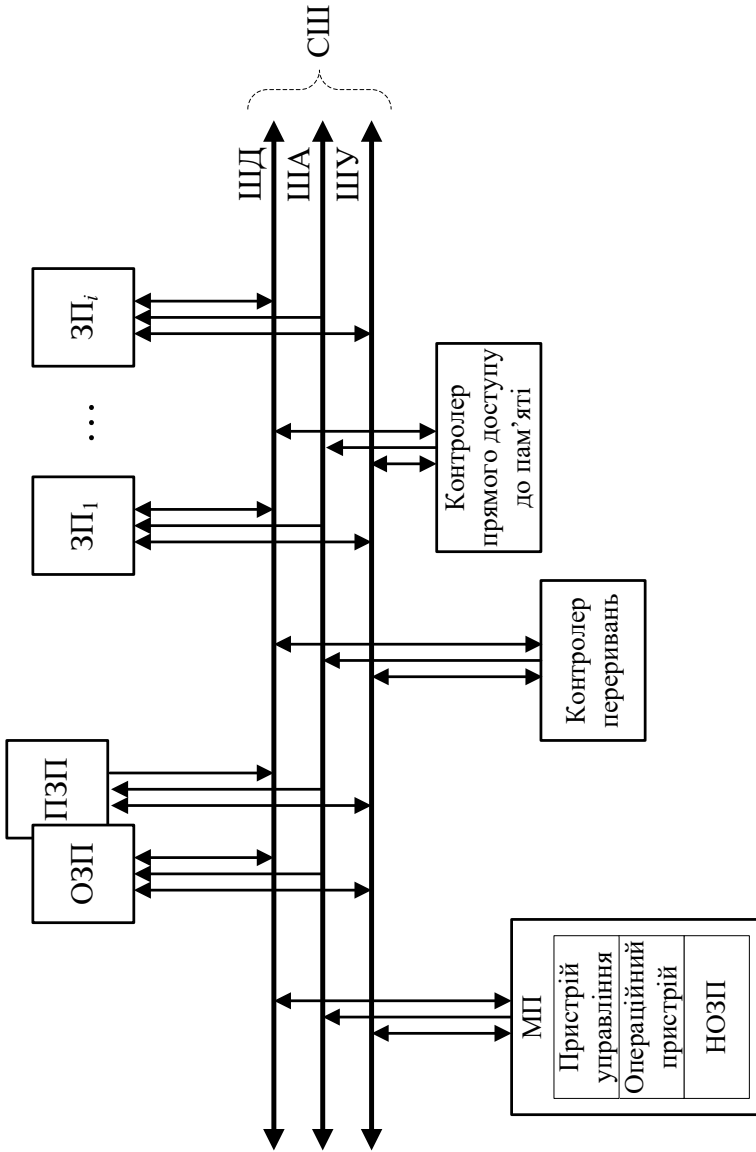 ОЗП
ПЗП
ЗП₁
...
ЗПᵢ
ШД
ША
ШУ
СШ
МП
Пристрій
управління
Операційний
пристрій
НОЗП
Контролер
переривань
Контролер
прямого доступу
до пам’яті